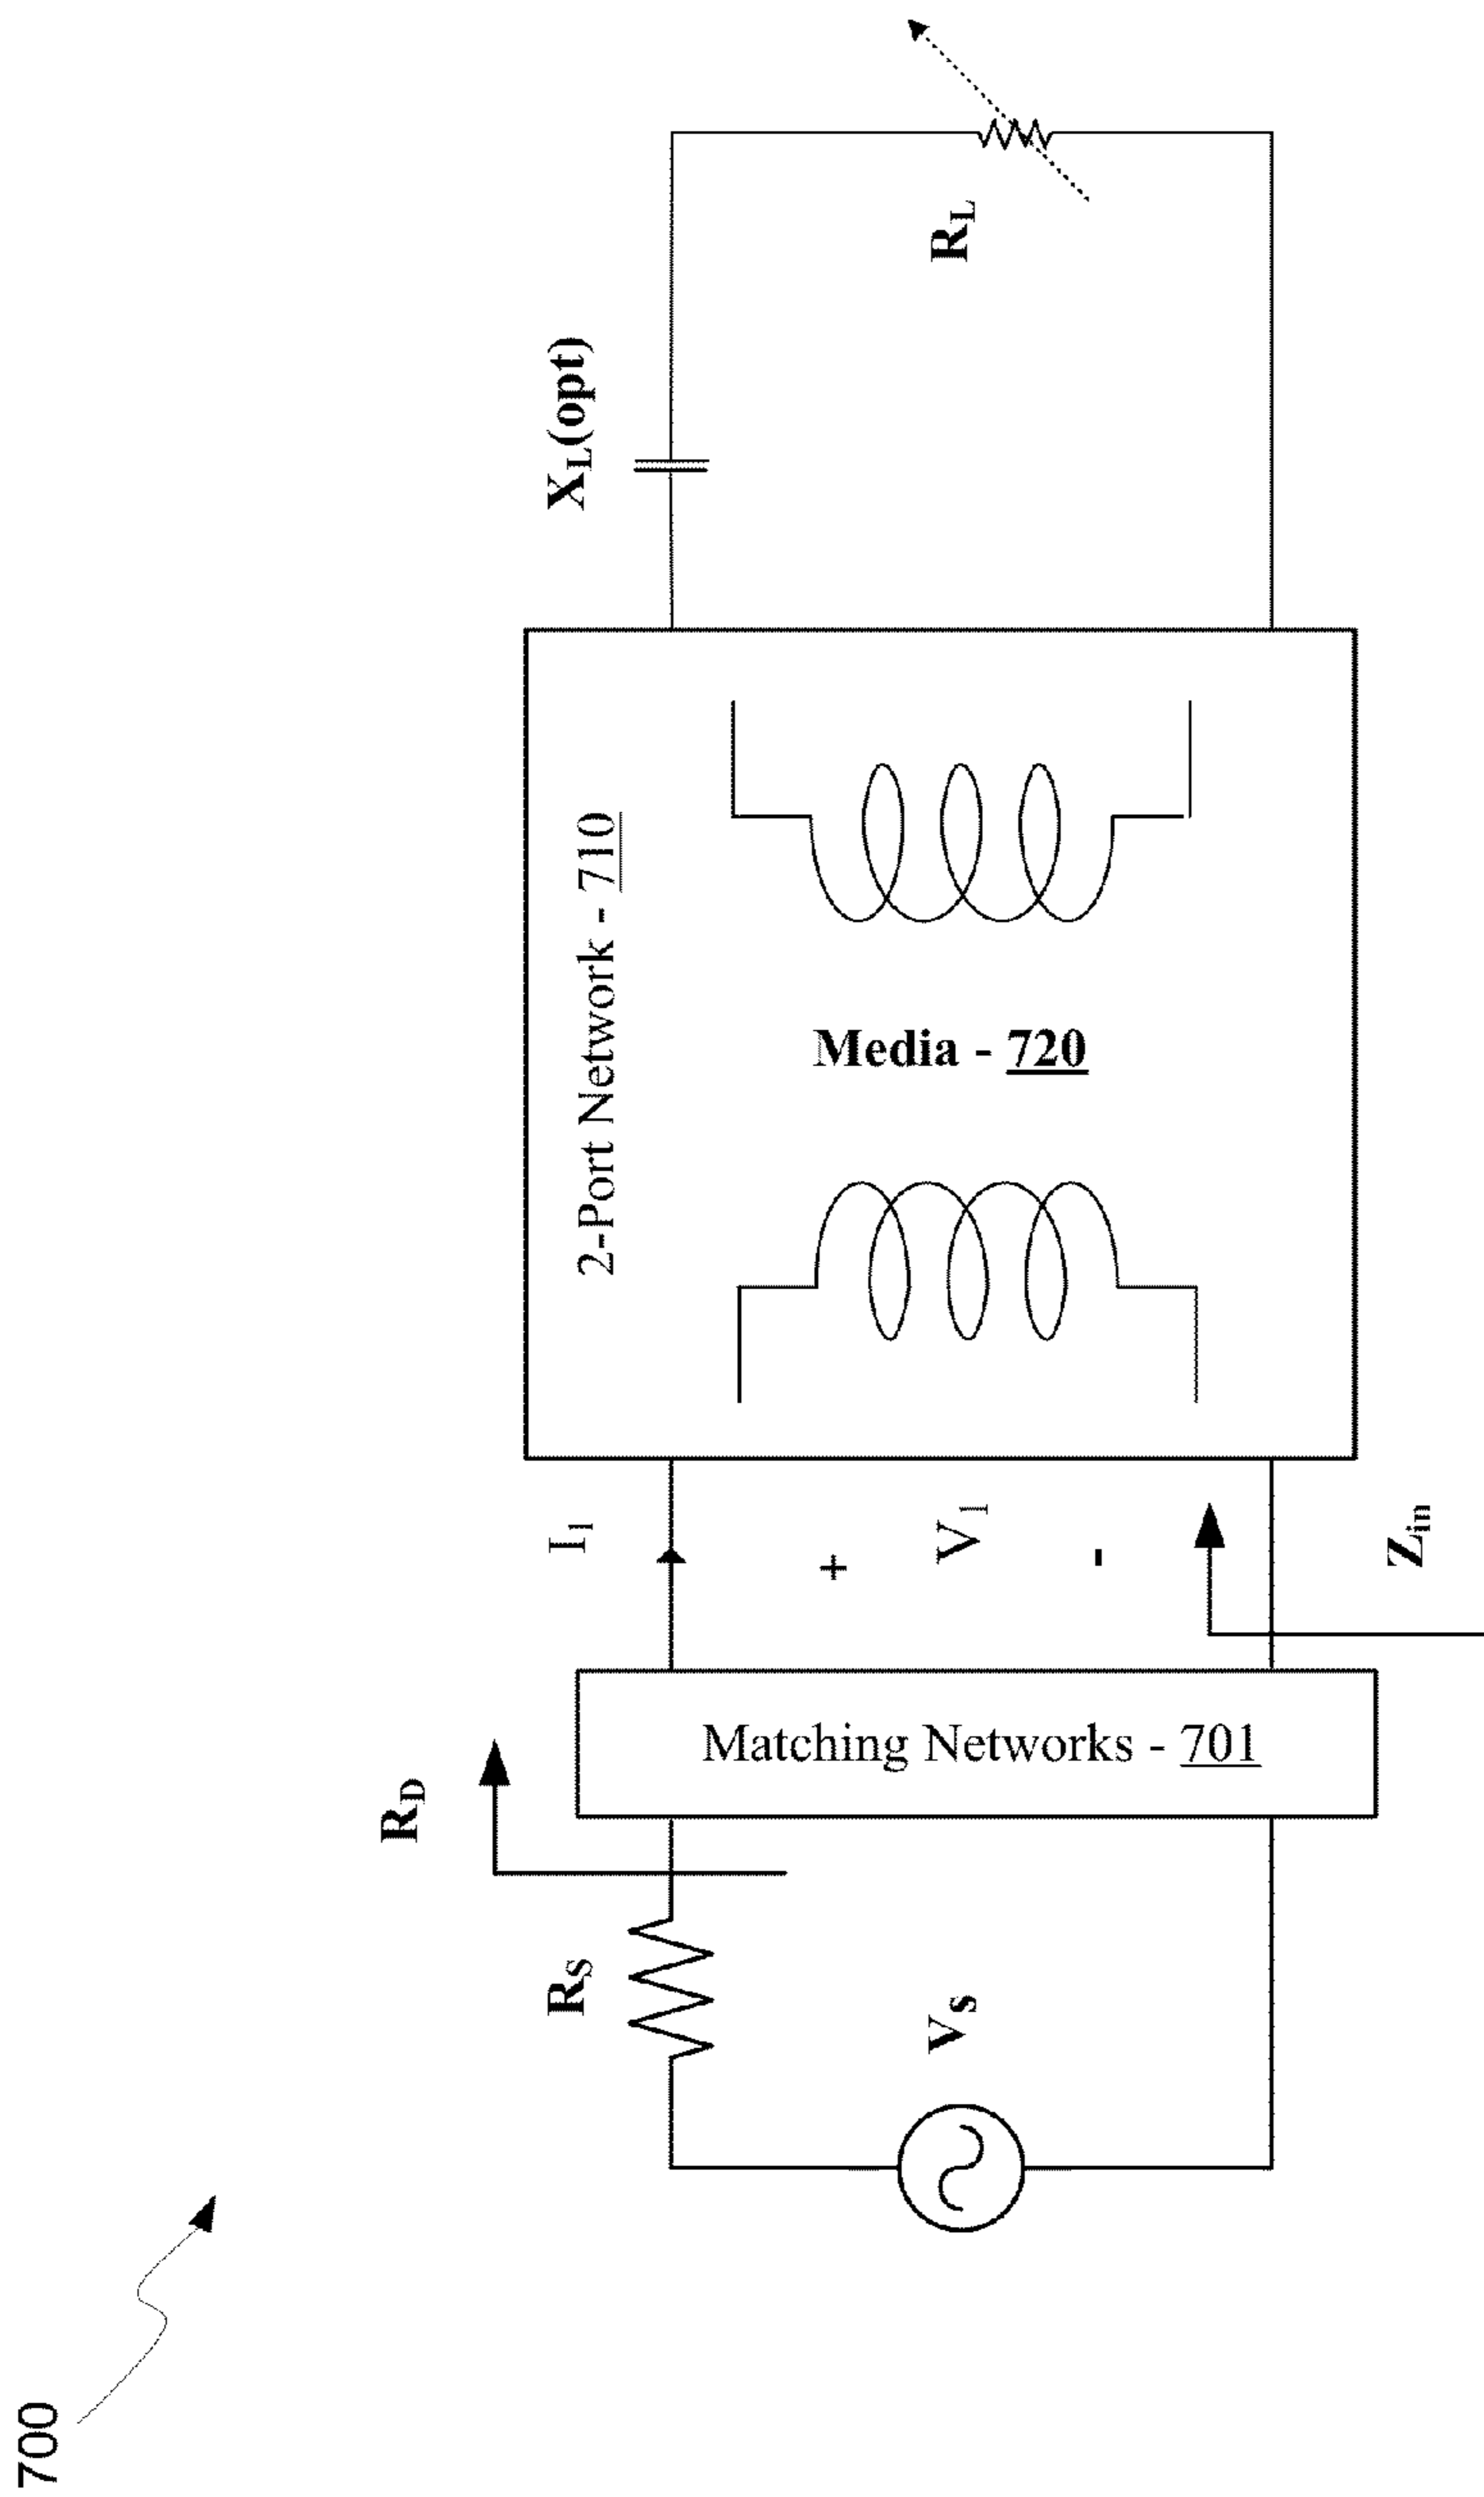 700
V_S
R_S
R_D
Matching Networks - 701
I_1
+
V_1
-
Z_in
2-Port Network - 710
Media - 720
X_L(opt)
R_L